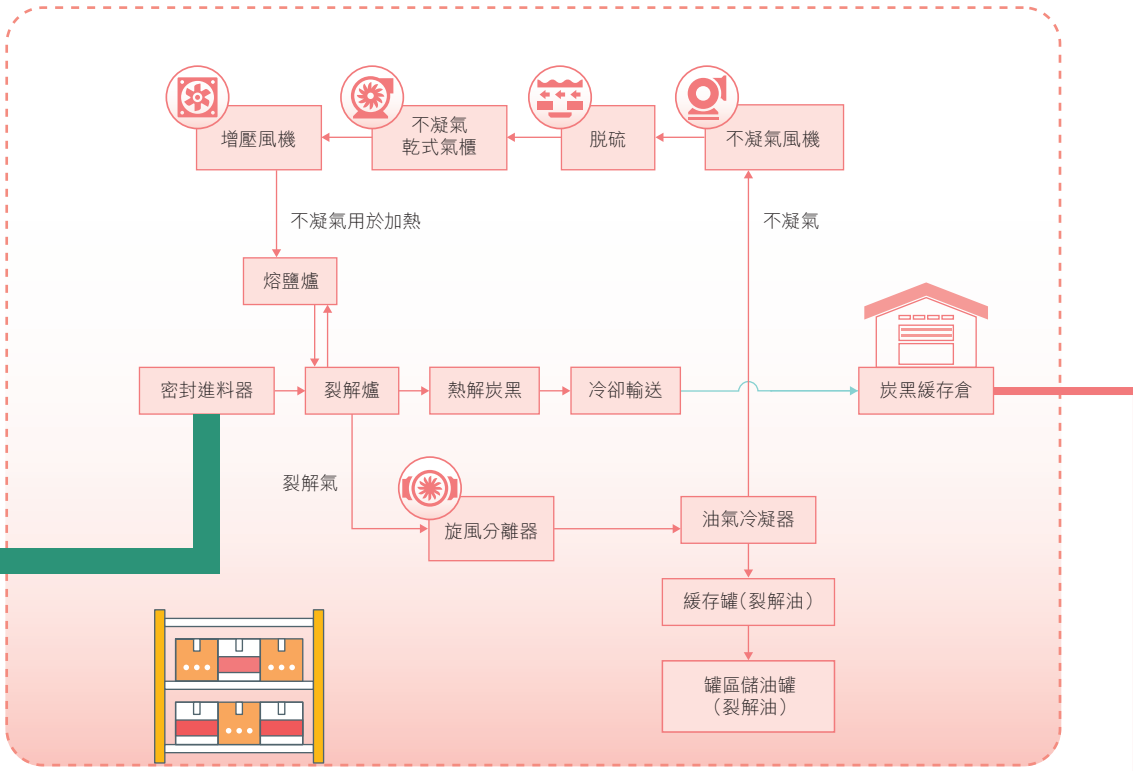 增壓風機
不凝氣
乾式氣櫃
脱硫
不凝氣風機
不凝氣用於加熱
不凝氣
熔鹽爐
密封進料器
裂解爐
熱解炭黑
冷卻輸送
炭黑緩存倉
裂解氣
旋風分離器
油氣冷凝器
緩存罐（裂解油）
罐區儲油罐
（裂解油）